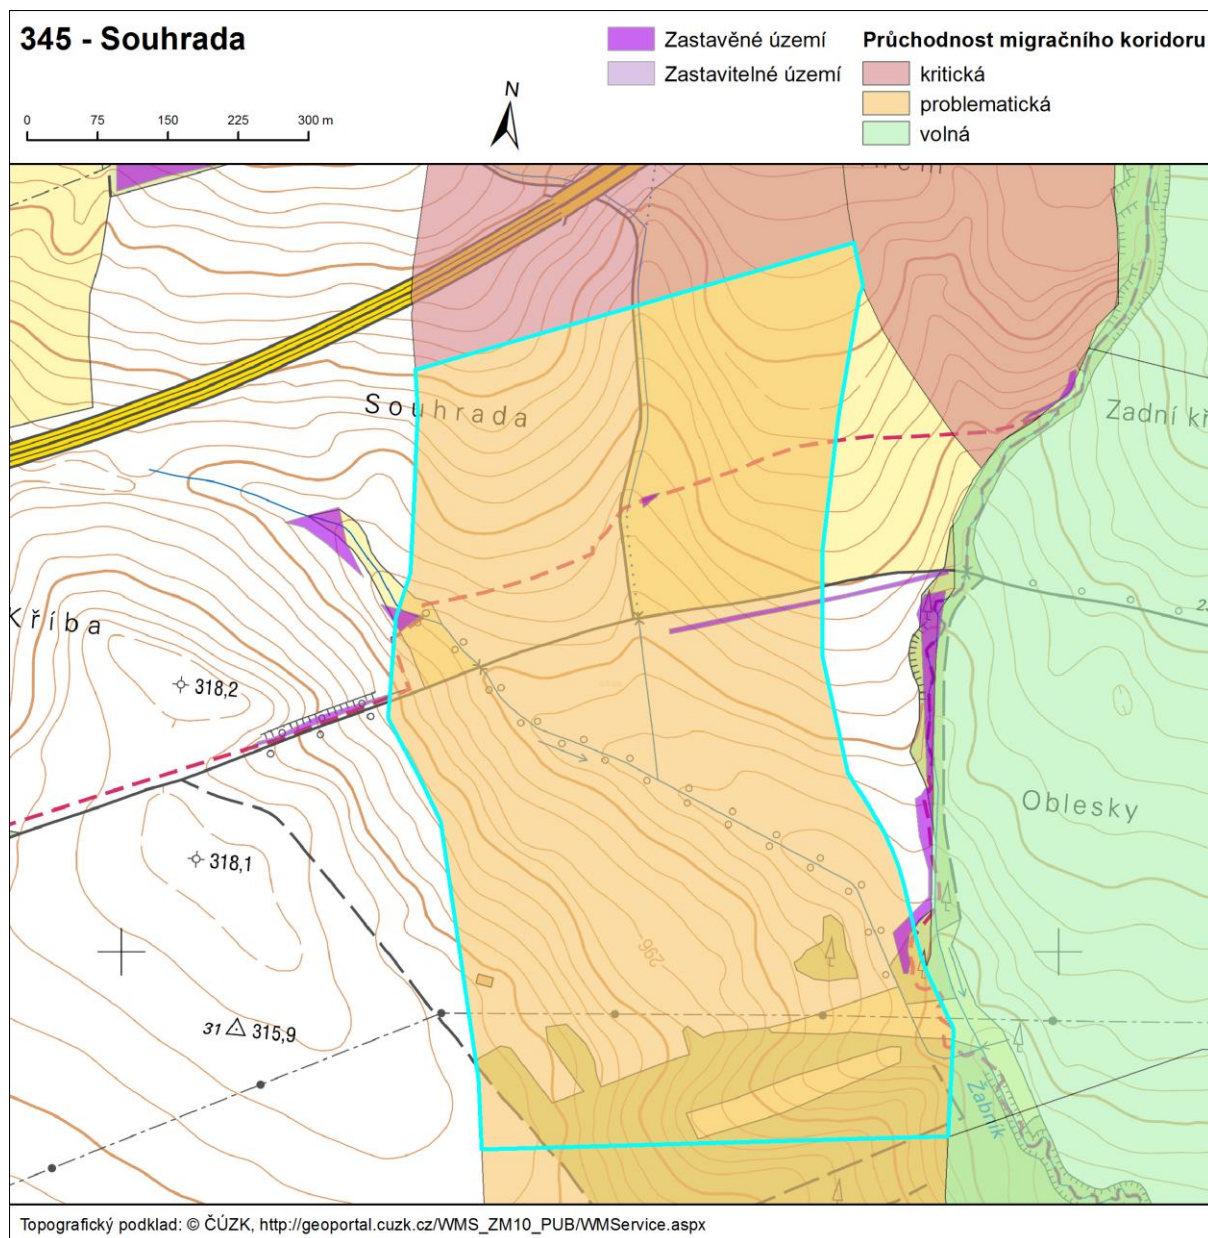 345 - Souhrada
Zastavěné území
Zastavitelné území
Průchodnost migračního koridoru
kritická
problematická
volná
0 75 150 225 300 m
N
Souhrada
Zadní kř
Kříba
318,2
318,1
Oblesky
296
31 315,9
Žabník
Topografický podklad: © ČÚZK, http://geoportal.cuzk.cz/WMS_ZM10_PUB/WMService.aspx